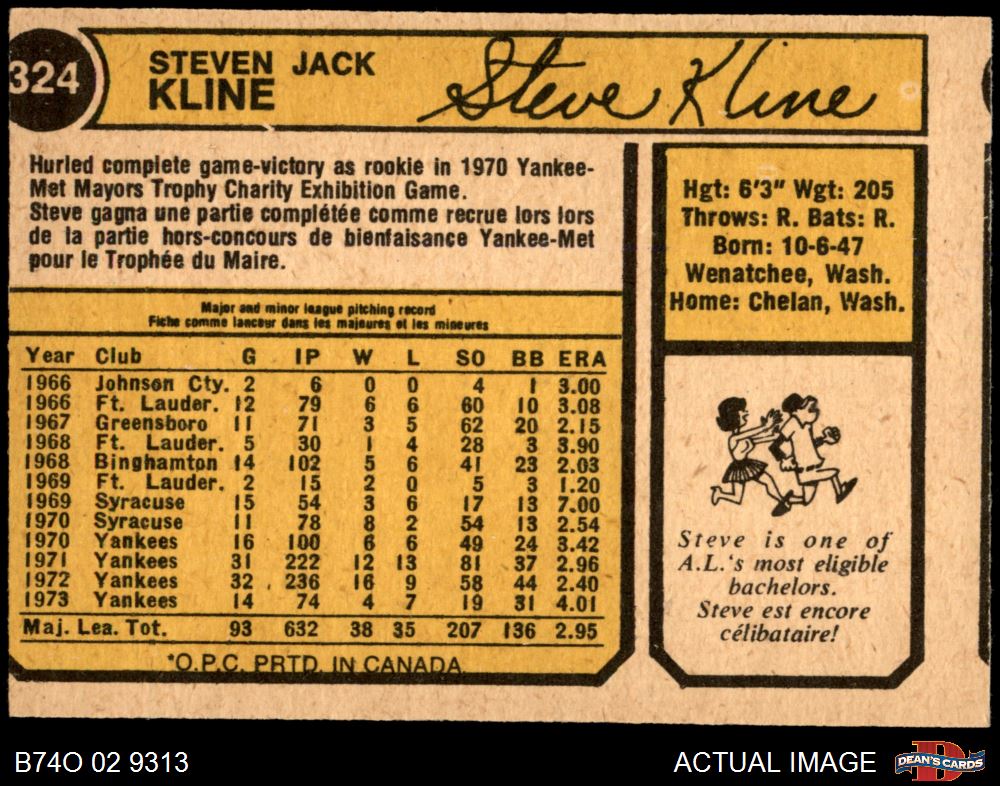 324
STEVEN JACK
KLINE
Steve Kline
Hurled complete game-victory as rookie in 1970 Yankee-
Met Mayors Trophy Charity Exhibition Game.
Steve gagna une partie complétée comme recrue lors lors
de la partie hors-concours de bienfaisance Yankee-Met
pour le Trophée du Maire.
Hgt: 6'3" Wgt: 205
Throws: R. Bats: R.
Born: 10-6-47
Wenatchee, Wash.
Home: Chelan, Wash.
Major and minor league pitching record
Fiche comme lanceur dans les majeures et les mineures
Year Club G IP W L SO BB ERA
1966 Johnson Cty. 2 6 0 0 4 1 3.00
1966 Ft. Lauder. 12 79 6 6 60 10 3.08
1967 Greensboro 11 71 3 5 62 20 2.15
1968 Ft. Lauder. 5 30 1 4 28 3 3.90
1968 Binghamton 14 102 5 6 41 23 2.03
1969 Ft. Lauder. 2 15 2 0 5 3 1.20
1969 Syracuse 15 54 3 6 17 13 7.00
1970 Syracuse 11 78 8 2 54 13 2.54
1970 Yankees 16 100 6 6 49 24 3.42
1971 Yankees 31 222 12 13 81 37 2.96
1972 Yankees 32 236 16 9 58 44 2.40
1973 Yankees 14 74 4 7 19 31 4.01
Maj. Lea. Tot. 93 632 38 35 207 136 2.95
*O.P.C. PRTD. IN CANADA.
Steve is one of
A.L.'s most eligible
bachelors.
Steve est encore
célibataire!
B74O 02 9313
ACTUAL IMAGE
D
DEAN'S CARDS